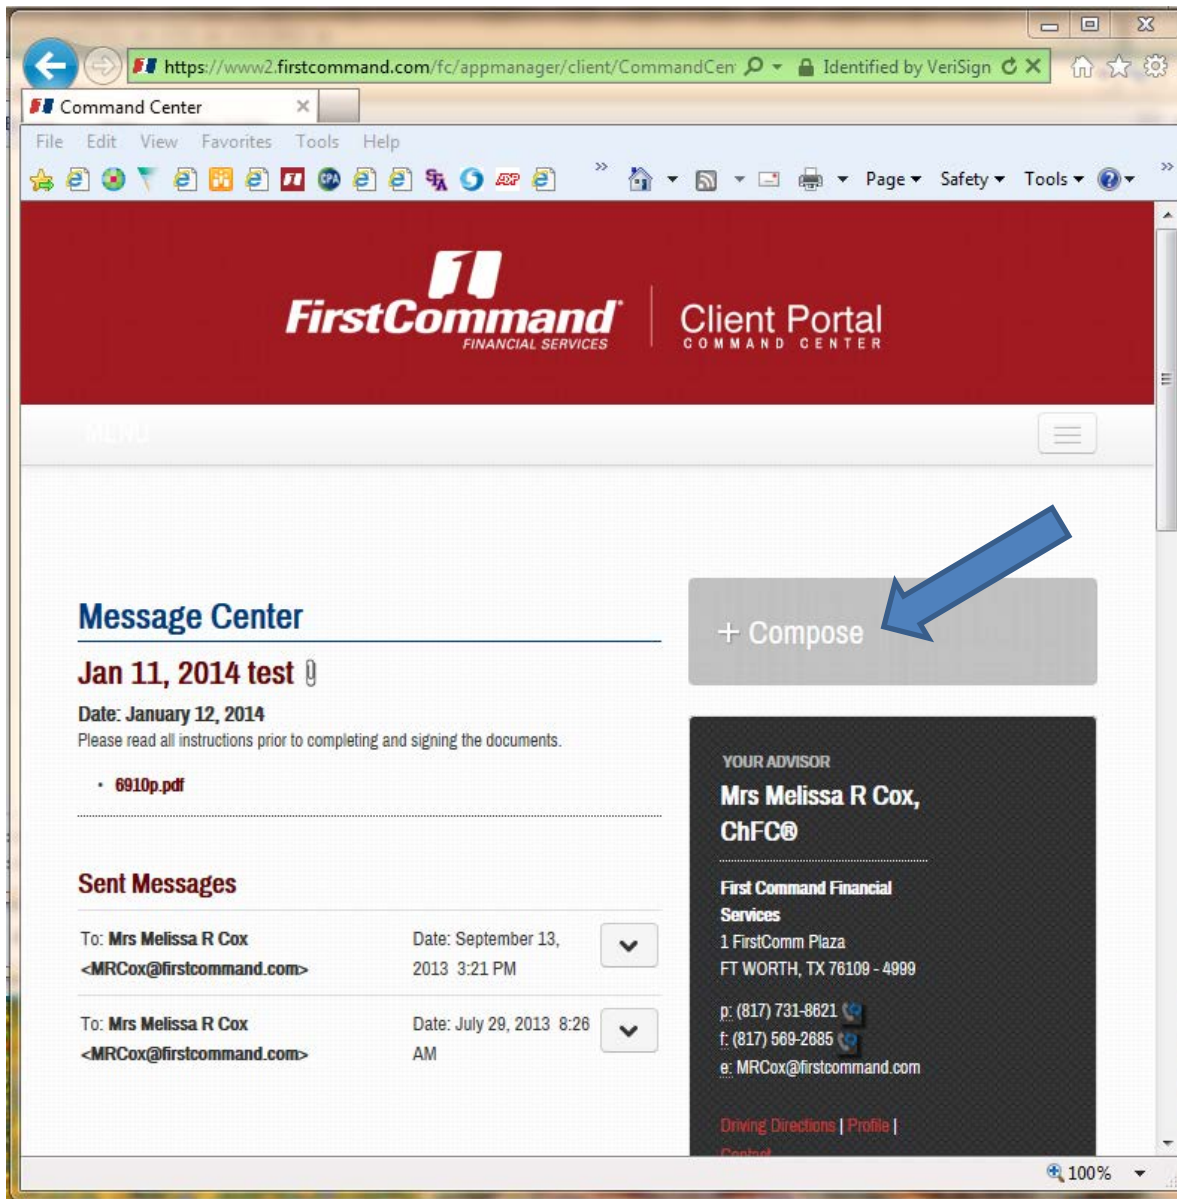 https://www2.firstcommand.com/fc/appmanager/client/CommandCen
Identified by VeriSign
Command Center
File Edit View Favorites Tools Help
CPA
ADP
Page Safety Tools
FirstCommand
FINANCIAL SERVICES
Client Portal
COMMAND CENTER
MENU
Message Center
Jan 11, 2014 test
Date: January 12, 2014
Please read all instructions prior to completing and signing the documents.
• 6910p.pdf
Sent Messages
To: Mrs Melissa R Cox
<MRCox@firstcommand.com>
Date: September 13,
2013 3:21 PM
To: Mrs Melissa R Cox
<MRCox@firstcommand.com>
Date: July 29, 2013 8:26
AM
+ Compose
YOUR ADVISOR
Mrs Melissa R Cox,
ChFC®
First Command Financial
Services
1 FirstComm Plaza
FT WORTH, TX 76109 - 4999
p: (817) 731-8621
f: (817) 569-2685
e: MRCox@firstcommand.com
Driving Directions | Profile |
Contact
100%